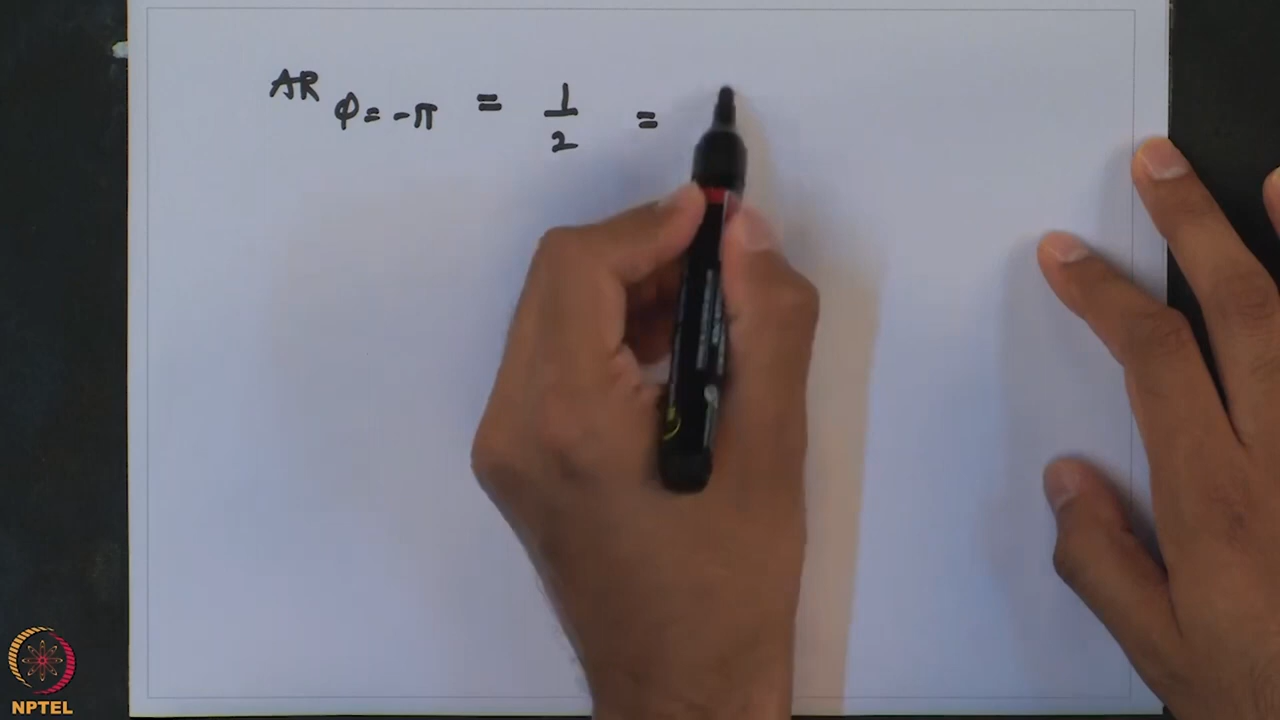 AR φ = -π = 1/2 =
NPTEL